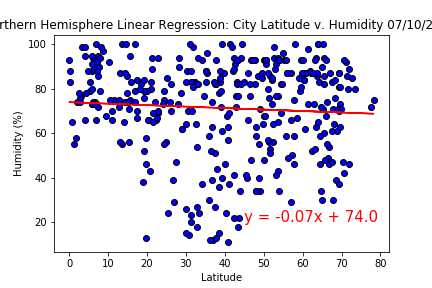 rthern Hemisphere Linear Regression: City Latitude v. Humidity 07/10/2
100
80
60
40
20
Humidity (%)
y = -0.07x + 74.0
0 10 20 30 40 50 60 70 80
Latitude